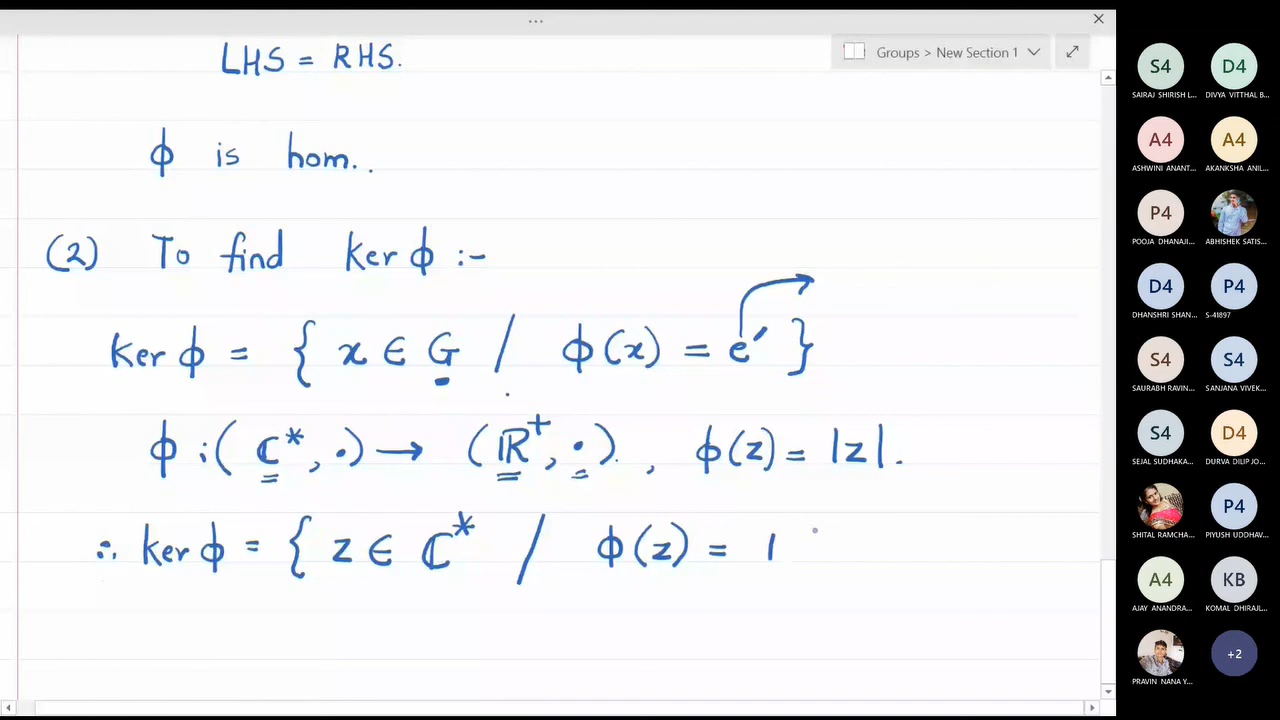 ...
Groups > New Section 1
LHS = RHS.
ϕ is hom..
(2) To find ker ϕ :-
Ker ϕ = { x ∈ G / ϕ(x) = e′ }
ϕ : ( ℂ*, •) → (ℝ⁺, •) , ϕ(z) = |z|.
∴ ker ϕ = { z ∈ ℂ* / ϕ(z) = 1
S4 D4
SAIRAJ SHIRISH L... DIVYA VITTHAL B...
A4 A4
ASHWINI ANANT... AKANKSHA ANIL...
P4
POOJA DHANAJI... ABHISHEK SATIS...
D4 P4
DHANSHRI SHAN... S-41897
S4 S4
SAURABH RAVIN... SANJANA VIVEK...
S4 D4
SEJAL SUDHAKA... DURVA DILIP JO...
P4
SHITAL RAMCHA... PIYUSH UDDHAV...
A4 KB
AJAY ANANDRA... KOMAL DHIRAJL...
+2
PRAVIN NANA Y...